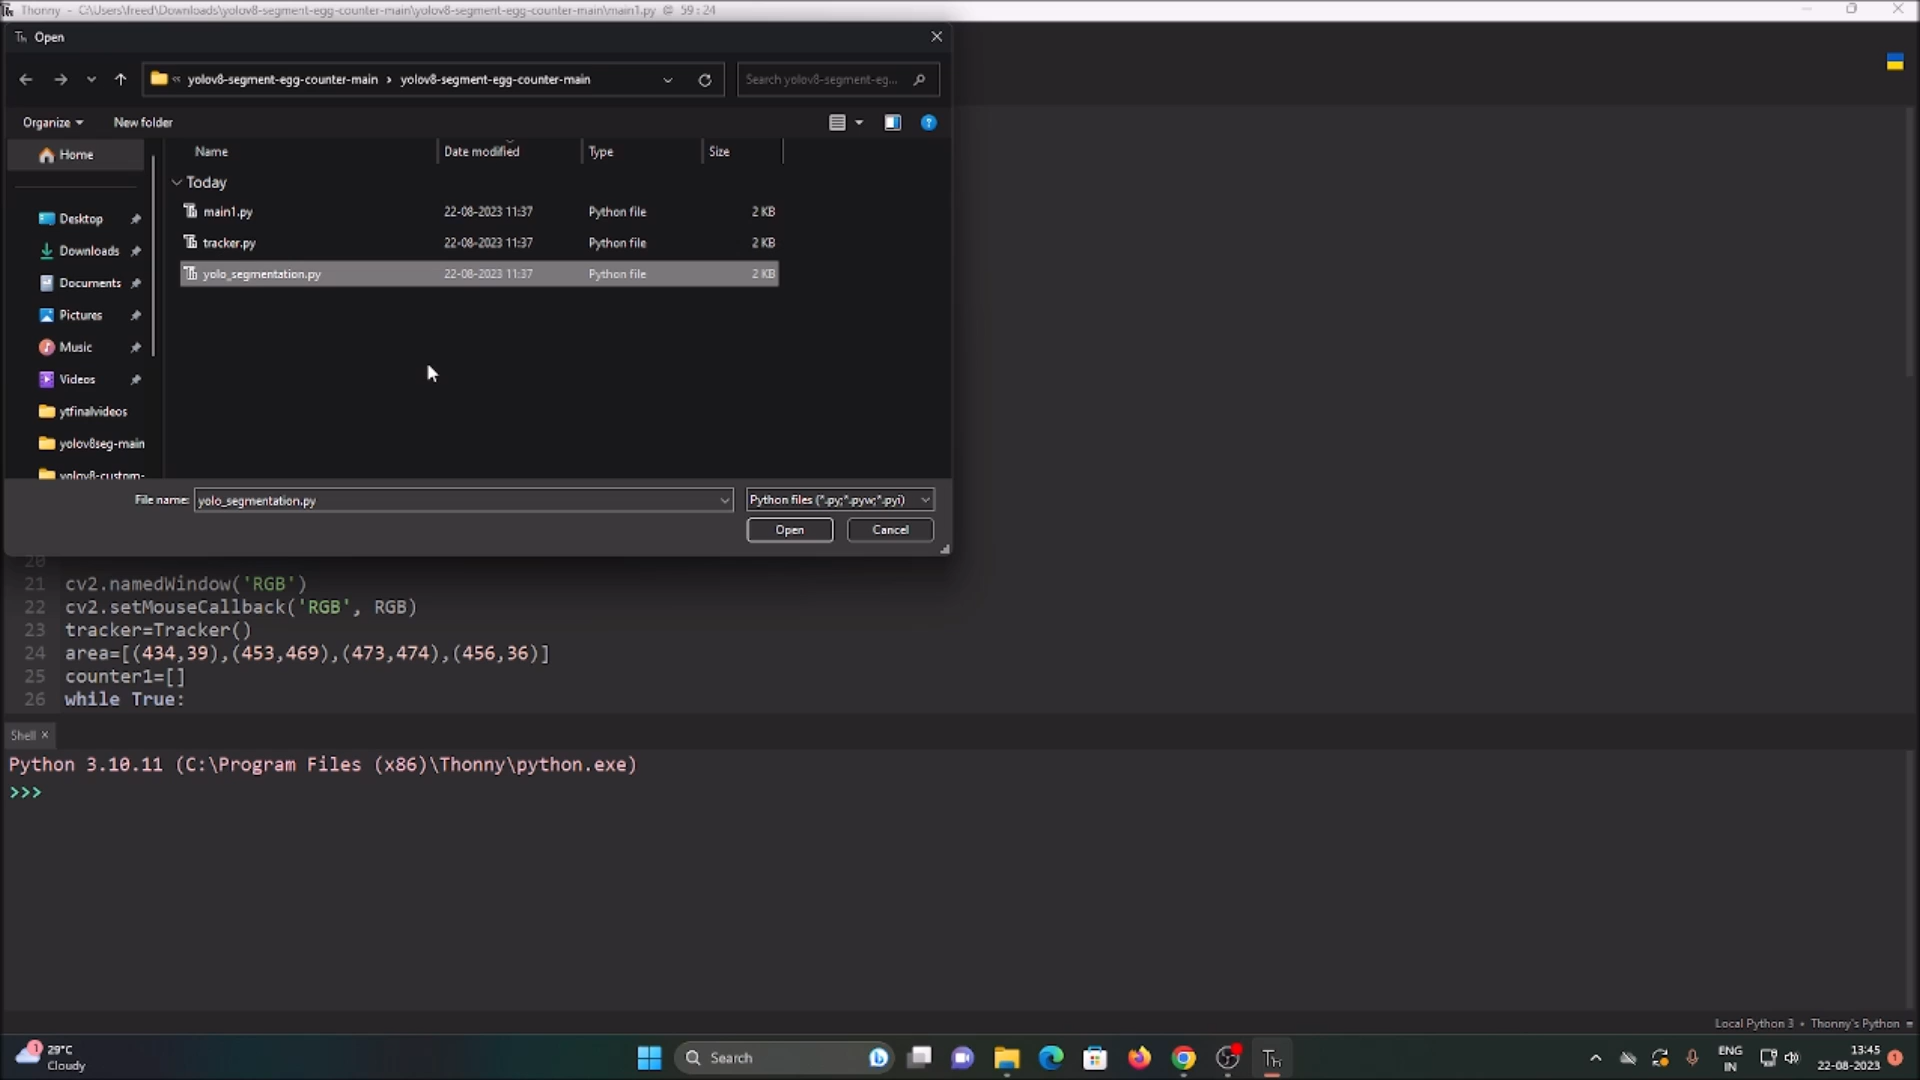 Thonny - C:\Users\freed\Downloads\yolov8-segment-egg-counter-main\yolov8-segment-egg-counter-main\main1.py @ 59:24
Open
yolov8-segment-egg-counter-main › yolov8-segment-egg-counter-main
Search yolov8-segment-eg...
Organize
New folder
Name Date modified Type Size
Home
Today
main1.py 22-08-2023 11:37 Python file 2 KB
Desktop
tracker.py 22-08-2023 11:37 Python file 2 KB
Downloads
yolo_segmentation.py 22-08-2023 11:37 Python file 2 KB
Documents
Pictures
Music
Videos
ytfinalvideos
yolov8seg-main
yolov8-custom-
File name: yolo_segmentation.py
Python files (*.py;*.pyw;*.pyi)
Open
Cancel
20
21 cv2.namedWindow('RGB')
22 cv2.setMouseCallback('RGB', RGB)
23 tracker=Tracker()
24 area=[(434,39),(453,469),(473,474),(456,36)]
25 counter1=[]
26 while True:
Shell ×
Python 3.10.11 (C:\Program Files (x86)\Thonny\python.exe)
>>>
Local Python 3 • Thonny's Python
1
29°C
Cloudy
Search
Th
ENG
IN
13:45
22-08-2023
1